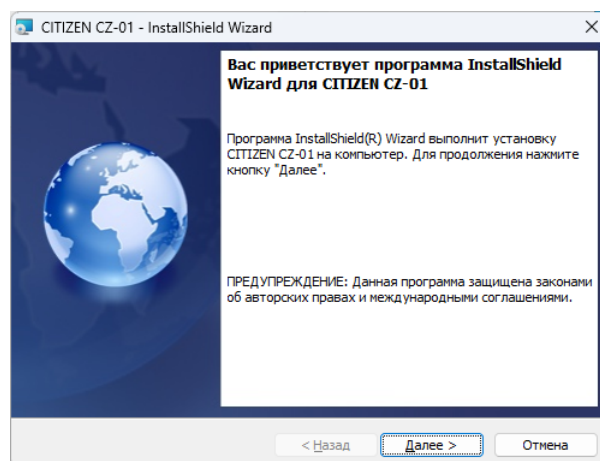 CITIZEN CZ-01 - InstallShield Wizard
Вас приветствует программа InstallShield
Wizard для CITIZEN CZ-01
Программа InstallShield(R) Wizard выполнит установку
CITIZEN CZ-01 на компьютер. Для продолжения нажмите
кнопку "Далее".
ПРЕДУПРЕЖДЕНИЕ: Данная программа защищена законами
об авторских правах и международными соглашениями.
< Назад Далее > Отмена